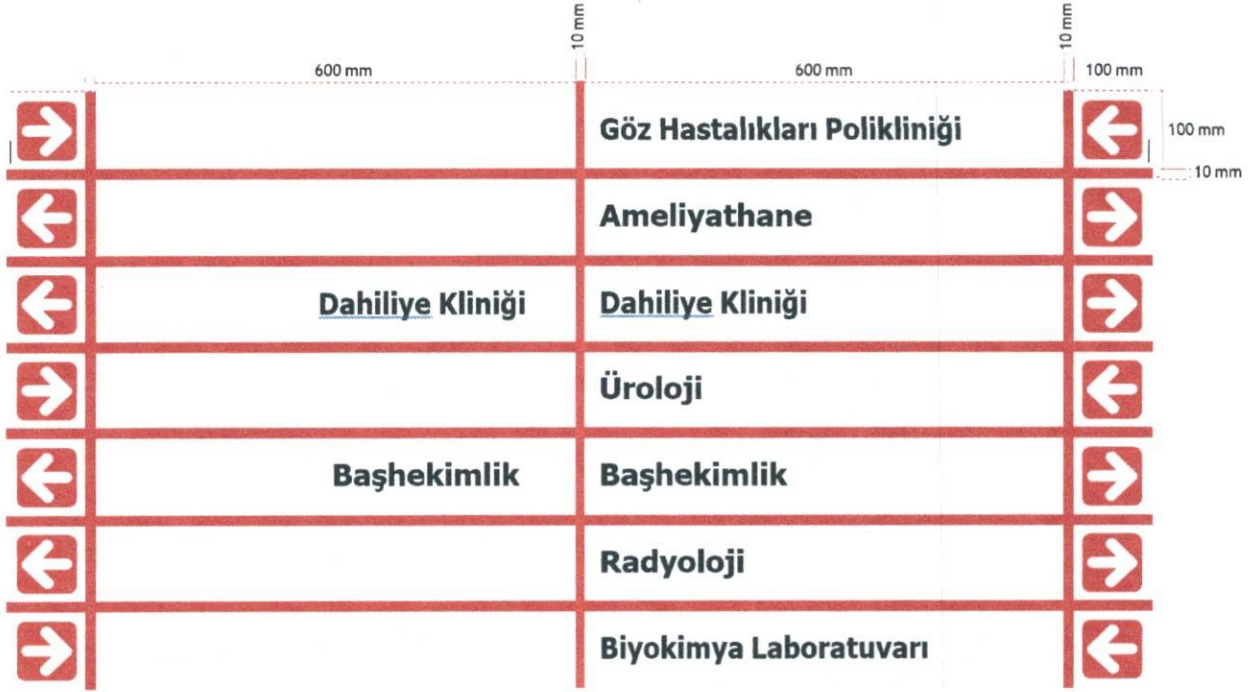 10 mm
10 mm
600 mm
600 mm
100 mm
Göz Hastalıkları Polikliniği
100 mm
10 mm
Ameliyathane
Dahiliye Kliniği
Dahiliye Kliniği
Üroloji
Başhekimlik
Başhekimlik
Radyoloji
Biyokimya Laboratuvarı